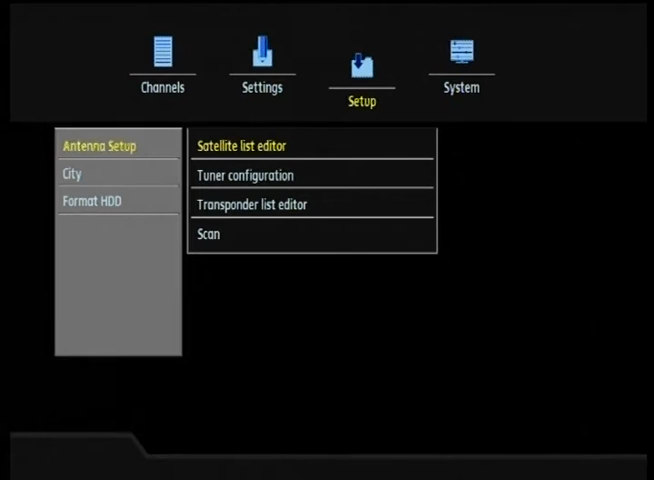 Channels
Settings
Setup
System
Antenna Setup
City
Format HDD
Satellite list editor
Tuner configuration
Transponder list editor
Scan